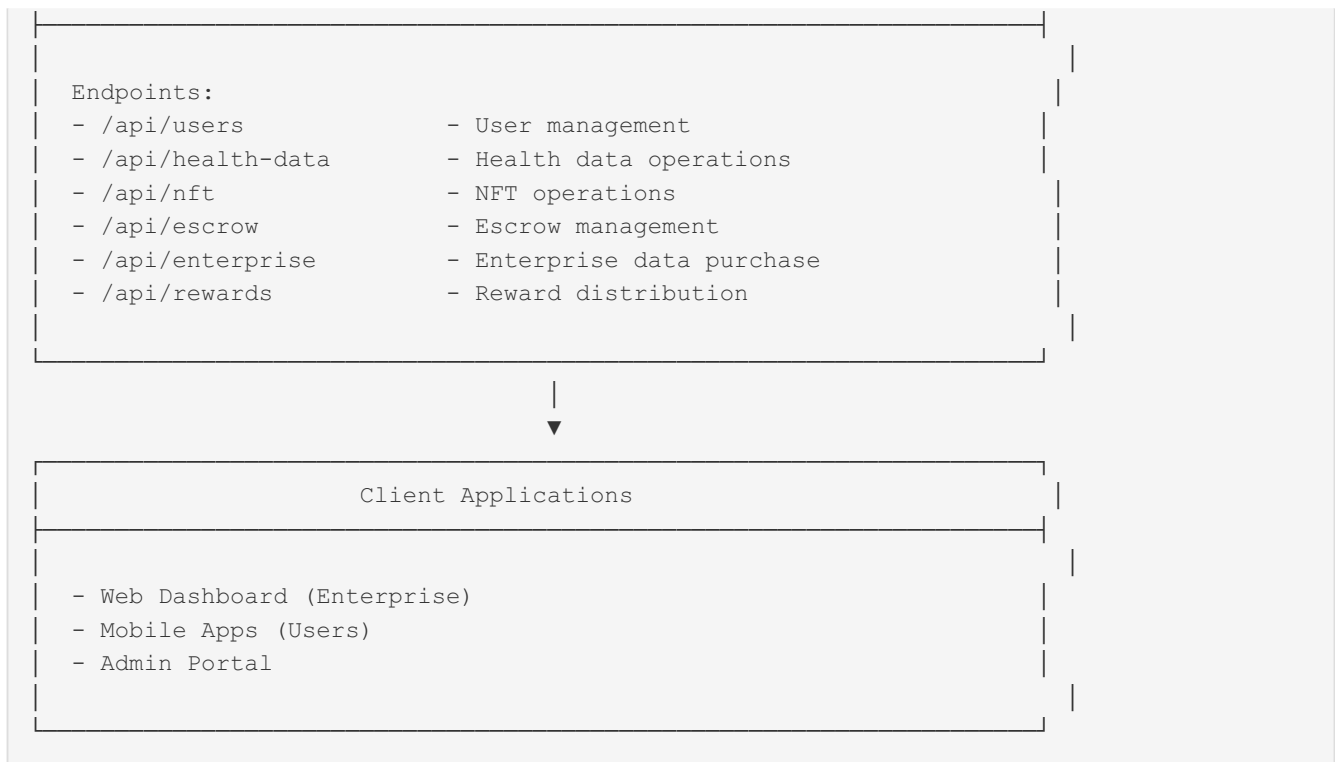 Endpoints:
- /api/users - User management
- /api/health-data - Health data operations
- /api/nft - NFT operations
- /api/escrow - Escrow management
- /api/enterprise - Enterprise data purchase
- /api/rewards - Reward distribution
Client Applications
- Web Dashboard (Enterprise)
- Mobile Apps (Users)
- Admin Portal